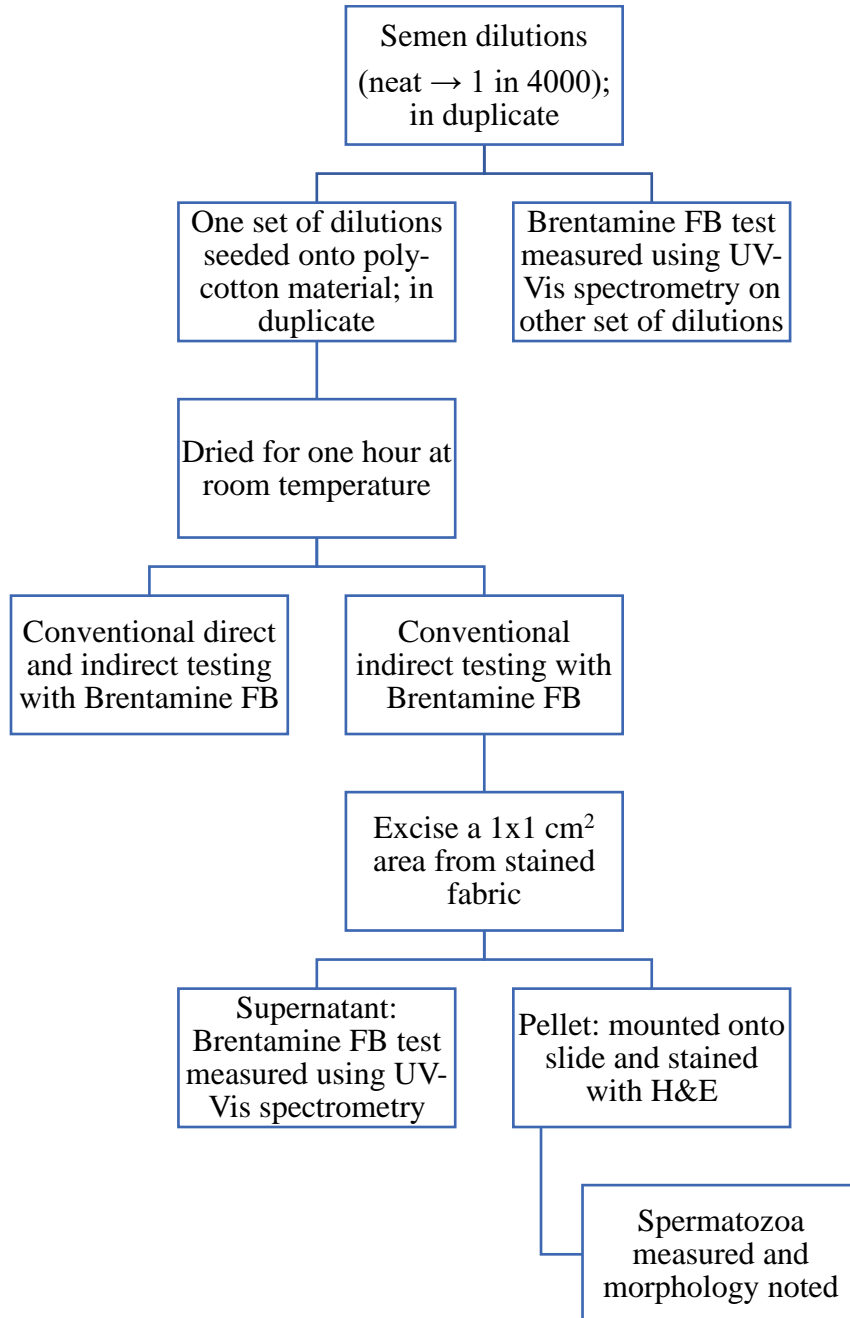 Semen dilutions
(neat → 1 in 4000);
in duplicate
One set of dilutions
seeded onto poly-
cotton material; in
duplicate
Brentamine FB test
measured using UV-
Vis spectrometry on
other set of dilutions
Dried for one hour at
room temperature
Conventional direct
and indirect testing
with Brentamine FB
Conventional
indirect testing with
Brentamine FB
Excise a 1x1 cm²
area from stained
fabric
Supernatant:
Brentamine FB test
measured using UV-
Vis spectrometry
Pellet: mounted onto
slide and stained
with H&E
Spermatozoa
measured and
morphology noted